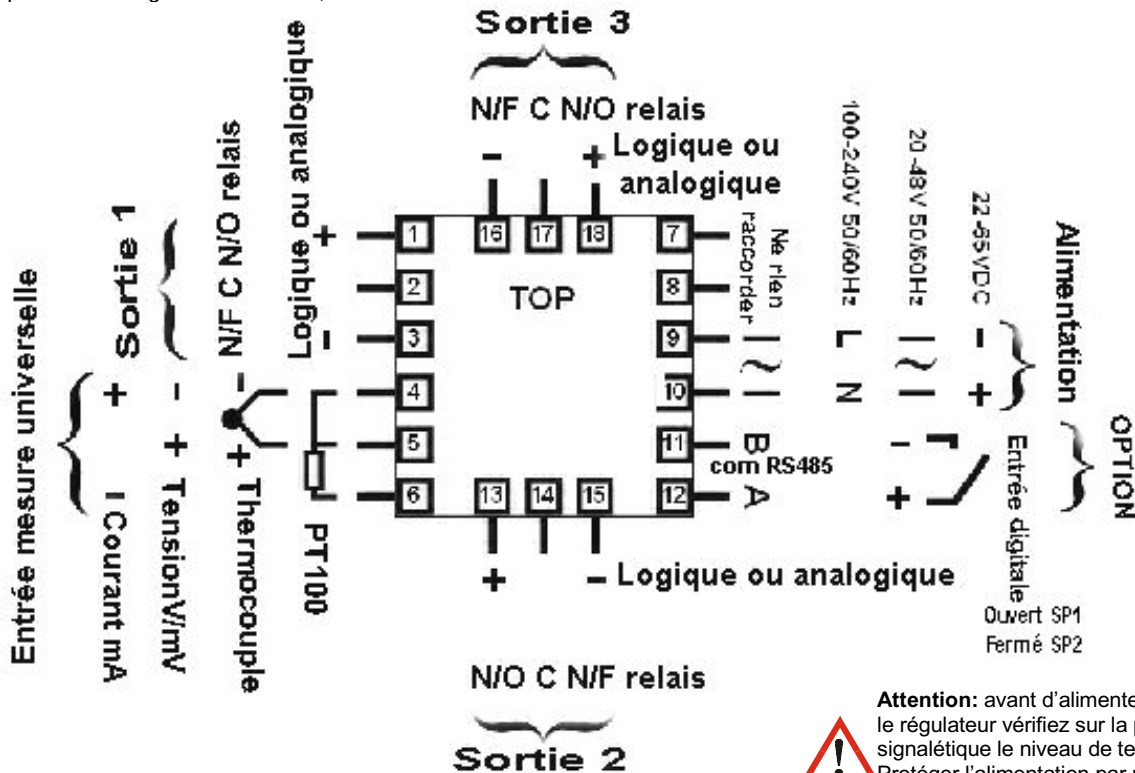 Sortie 3
N/F C N/O relais
- + Logique ou
analogique
Entrée mesure universelle
Sortie 1
+ - I Courant mA
- + Tension V/mV
N/F C N/O relais
- + Thermocouple
Logique ou analogique
+ -
PT100
1 2 3 4 5 6
16 17 18
TOP
13 14 15
7 8 9 10 11 12
Ne rien
raccorder
100-240V 50/60Hz
L N
20-48V 50/60Hz
22-65VDC
- +
Alimentation
B
com RS485
A
- +
Entrée digitale
OPTION
Ouvert SP1
Fermé SP2
+ - Logique ou analogique
N/O C N/F relais
Sortie 2
Attention: avant d'alimente
le régulateur vérifiez sur la p
signalétique le niveau de te
Protéger l'alimentation par